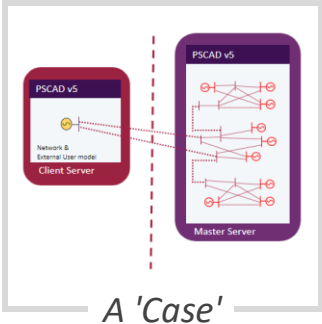 PSCAD v5
Network &
External User model
Client Server
PSCAD v5
Master Server
A 'Case'